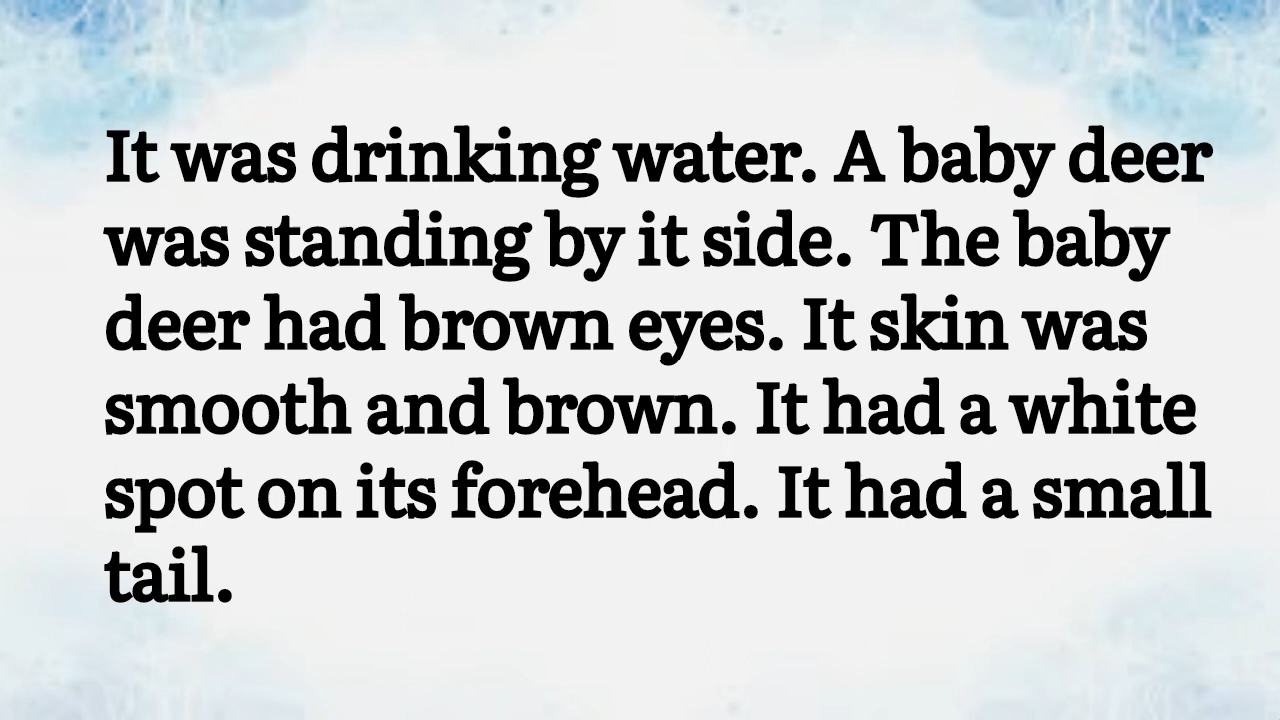 It was drinking water. A baby deer
was standing by it side. The baby
deer had brown eyes. It skin was
smooth and brown. It had a white
spot on its forehead. It had a small
tail.